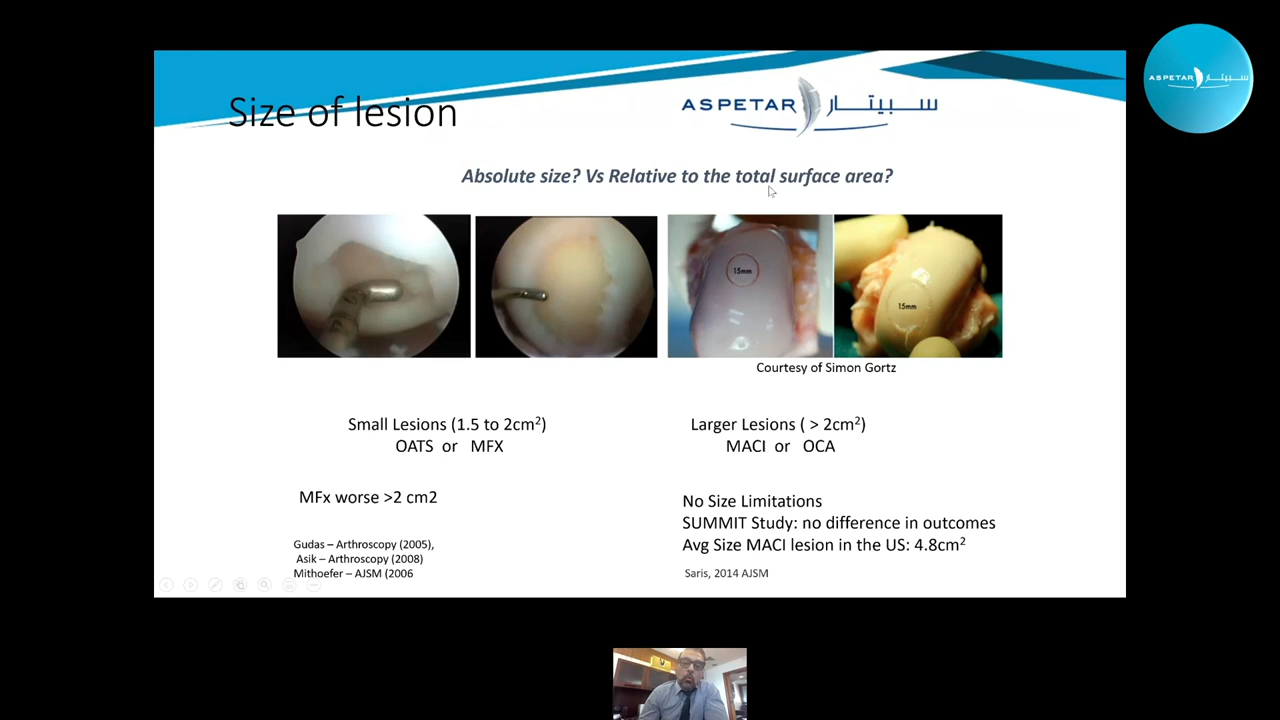 Size of lesion
ASPETAR سبيتار
ASPETAR سبيتار
Absolute size? Vs Relative to the total surface area?
15mm
15mm
Courtesy of Simon Gortz
Small Lesions (1.5 to 2cm²)
OATS or MFX
Larger Lesions ( > 2cm²)
MACI or OCA
MFx worse >2 cm2
No Size Limitations
SUMMIT Study: no difference in outcomes
Avg Size MACI lesion in the US: 4.8cm²
Gudas – Arthroscopy (2005),
Asik – Arthroscopy (2008)
Mithoefer – AJSM (2006
Saris, 2014 AJSM